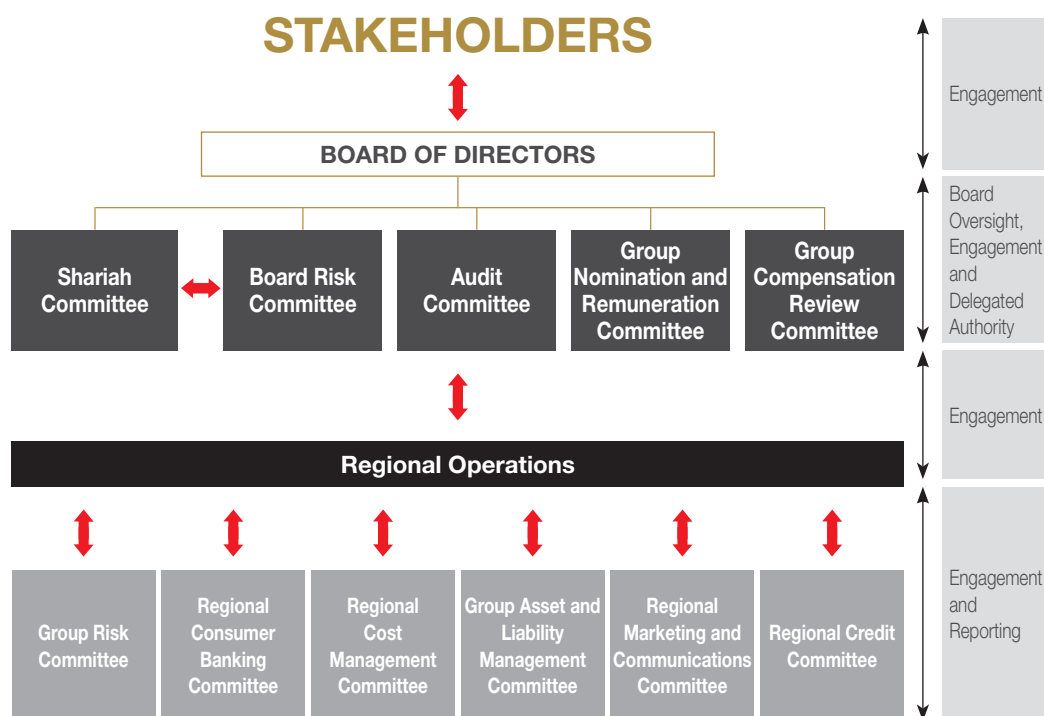 STAKEHOLDERS
Engagement
BOARD OF DIRECTORS
Board
Oversight,
Engagement
and
Delegated
Authority
Shariah
Committee
Board Risk
Committee
Audit
Committee
Group
Nomination and
Remuneration
Committee
Group
Compensation
Review
Committee
Engagement
Regional Operations
Engagement
and
Reporting
Group Risk
Committee
Regional
Consumer
Banking
Committee
Regional
Cost
Management
Committee
Group Asset and
Liability
Management
Committee
Regional
Marketing and
Communications
Committee
Regional Credit
Committee